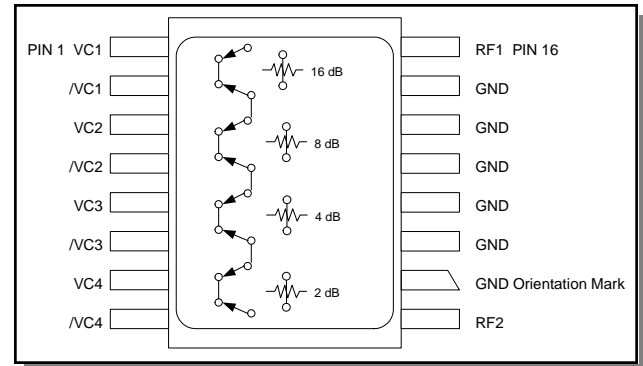 PIN 1 VC1
/VC1
VC2
/VC2
VC3
/VC3
VC4
/VC4
16 dB
8 dB
4 dB
2 dB
RF1 PIN 16
GND
GND
GND
GND
GND
GND Orientation Mark
RF2